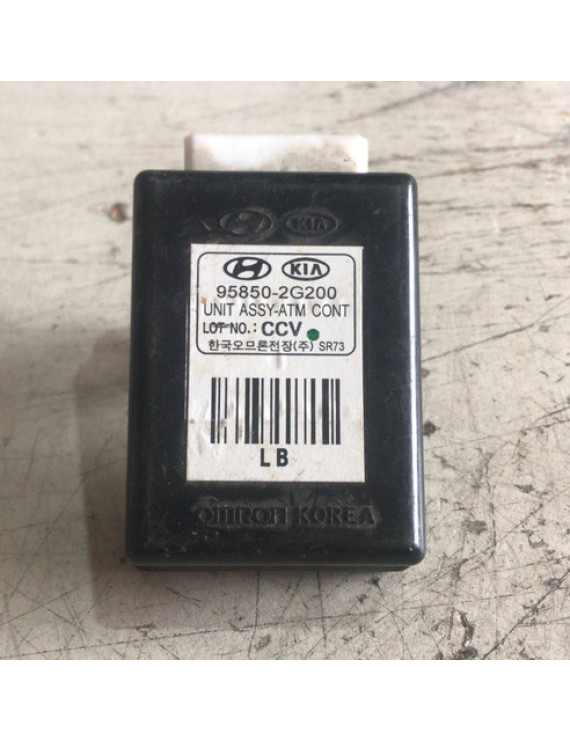 KIA
KIA
95850-2G200
UNIT ASSY-ATM CONT
LOT NO.: CCV
한국오므론전장(주) SR73
LB
OMRON KOREA